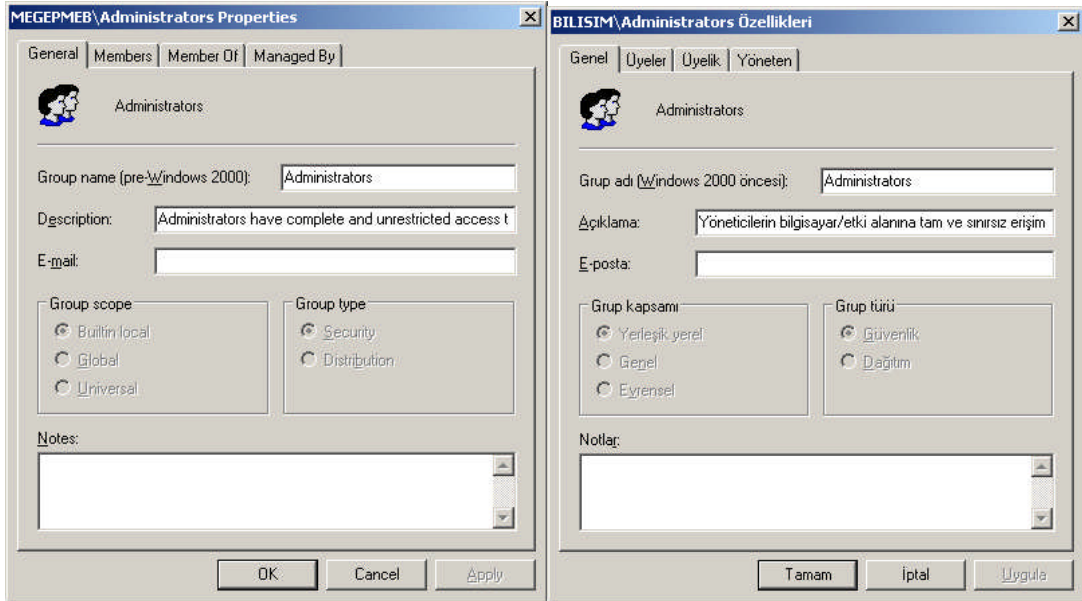 MEGEPMEB\Administrators Properties
General Members Member Of Managed By
Administrators
Group name (pre-Windows 2000): Administrators
Description: Administrators have complete and unrestricted access t
E-mail:
Group scope
Builtin local
Global
Universal
Group type
Security
Distribution
Notes:
OK Cancel Apply
BILISIM\Administrators Özellikleri
Genel Üyeler Üyelik Yöneten
Administrators
Grup adı (Windows 2000 öncesi): Administrators
Açıklama: Yöneticilerin bilgisayar/etki alanına tam ve sınırsız erişim
E-posta:
Grup kapsamı
Yerleşik yerel
Genel
Evrensel
Grup türü
Güvenlik
Dağıtım
Notlar:
Tamam İptal Uygula